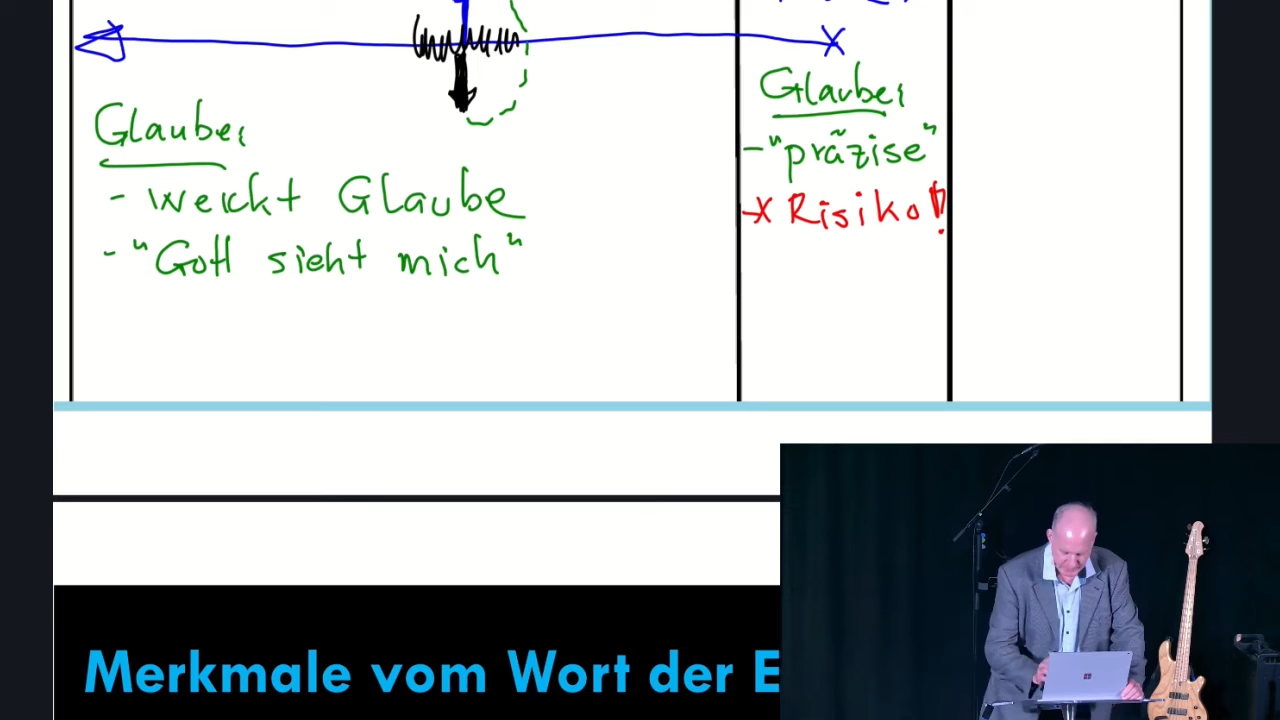 Glaube:
- weckt Glaube
- "Gott sieht mich"
Glaube:
- "präzise"
-x Risiko!
Merkmale vom Wort der E